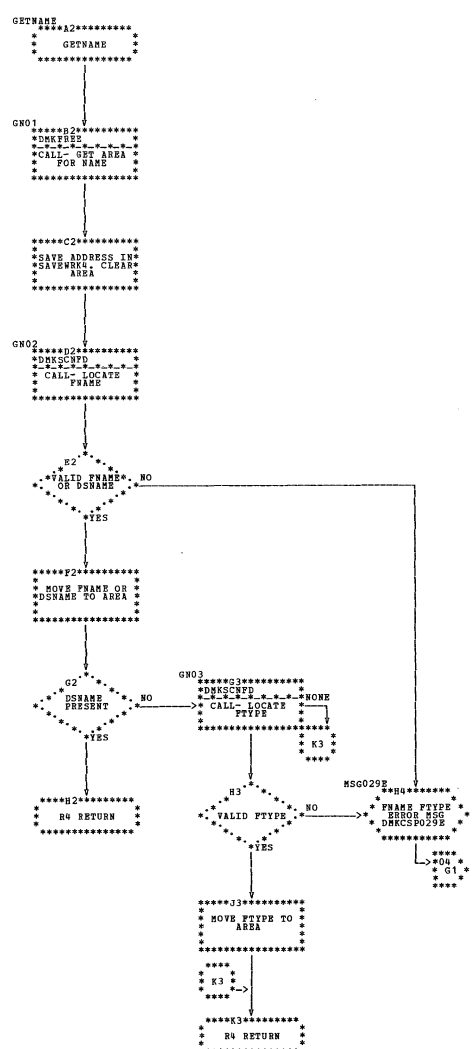 GETNAME
A2
GETNAME
GN01
B2
DMKFREE
CALL- GET AREA
FOR NAME
C2
SAVE ADDRESS IN
SAVEWRK4. CLEAR
AREA
GN02
D2
DMKSCNFD
CALL- LOCATE
FNAME
E2
VALID FNAME
OR DSNAME
NO
YES
F2
MOVE FNAME OR
DSNAME TO AREA
G2
DSNAME
PRESENT
NO
YES
GN03
G3
DMKSCNFD
CALL- LOCATE
FTYPE
NONE
K3
H2
R4 RETURN
H3
VALID FTYPE
NO
YES
MSG029E
H4
FNAME FTYPE
ERROR MSG
DMKCSP029E
04
G1
J3
MOVE FTYPE TO
AREA
K3
K3
R4 RETURN